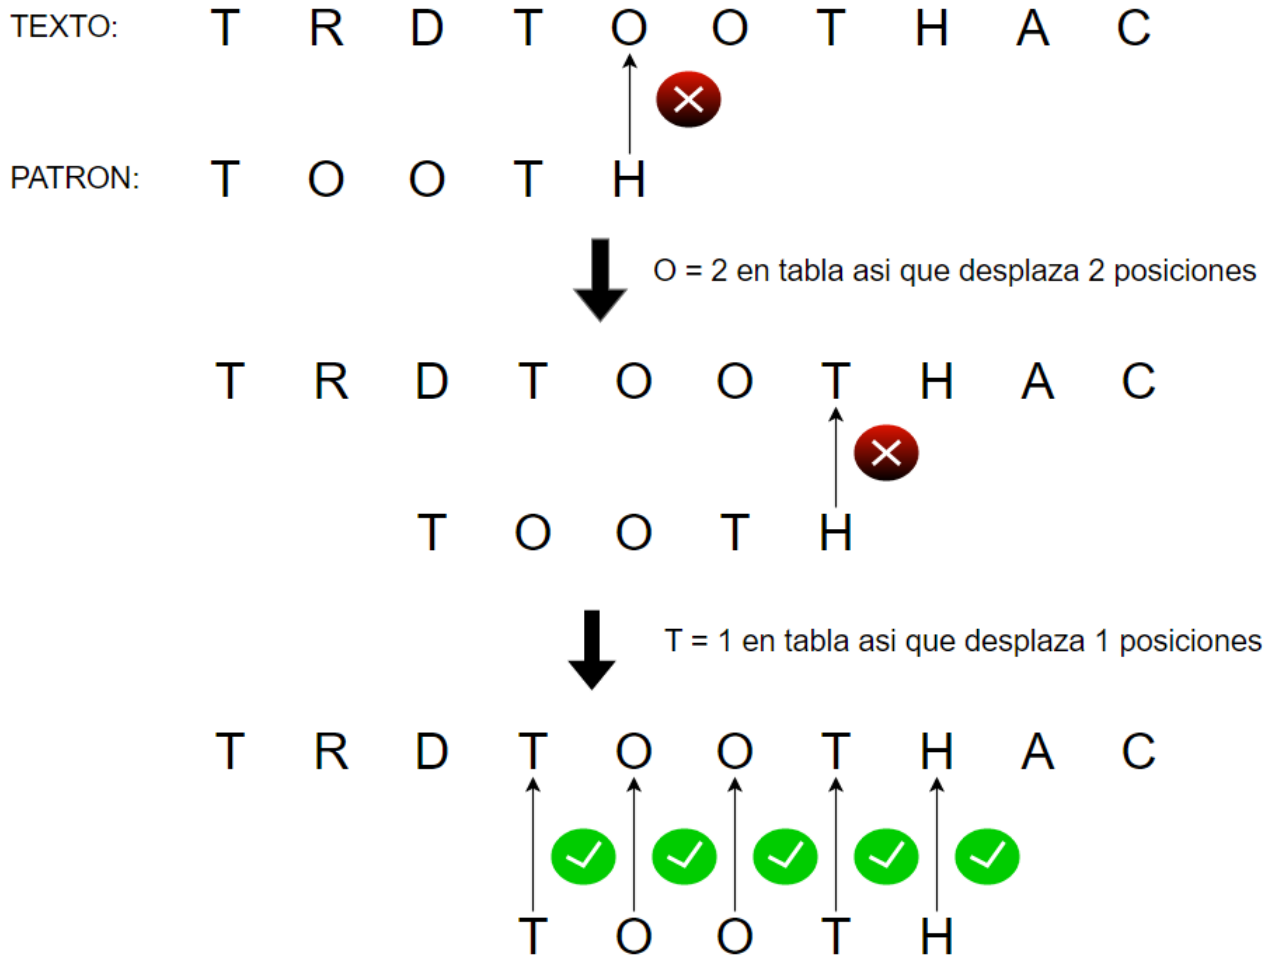 TEXTO: T R D T O O T H A C
PATRON: T O O T H
O = 2 en tabla asi que desplaza 2 posiciones
T R D T O O T H A C
T O O T H
T = 1 en tabla asi que desplaza 1 posiciones
T R D T O O T H A C
T O O T H